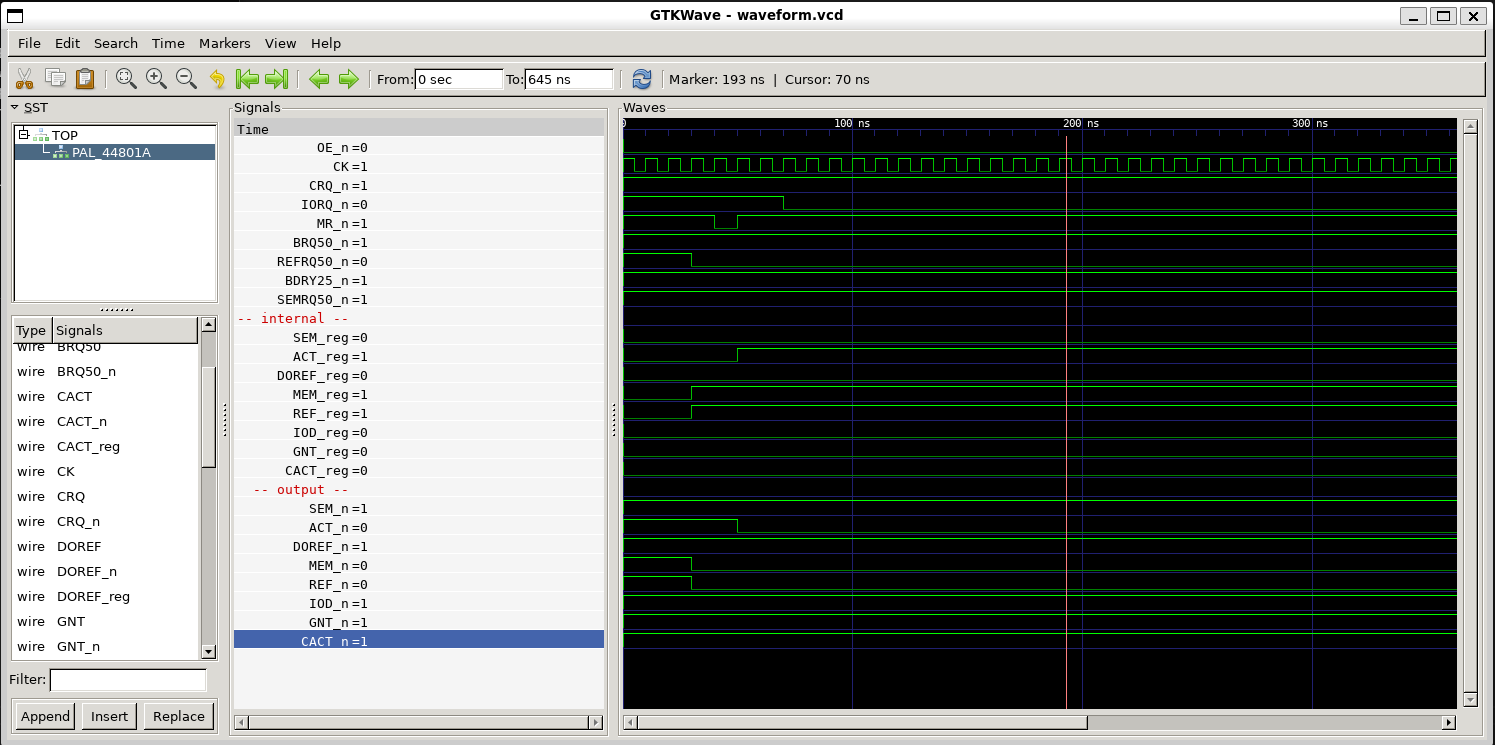 GTKWave - waveform.vcd
File Edit Search Time Markers View Help
From: 0 sec To: 645 ns Marker: 193 ns | Cursor: 70 ns
SST
TOP
PAL_44801A
Type Signals
wire BRQ50
wire BRQ50_n
wire CACT
wire CACT_n
wire CACT_reg
wire CK
wire CRQ
wire CRQ_n
wire DOREF
wire DOREF_n
wire DOREF_reg
wire GNT
wire GNT_n
Filter:
Append Insert Replace
Signals
Time
OE_n=0
CK=1
CRQ_n=1
IORQ_n=0
MR_n=1
BRQ50_n=1
REFRQ50_n=0
BDRY25_n=1
SEMRQ50_n=1
-- internal --
SEM_reg=0
ACT_reg=1
DOREF_reg=0
MEM_reg=1
REF_reg=1
IOD_reg=0
GNT_reg=0
CACT_reg=0
-- output --
SEM_n=1
ACT_n=0
DOREF_n=1
MEM_n=0
REF_n=0
IOD_n=1
GNT_n=1
CACT_n=1
Waves
0 100 ns 200 ns 300 ns